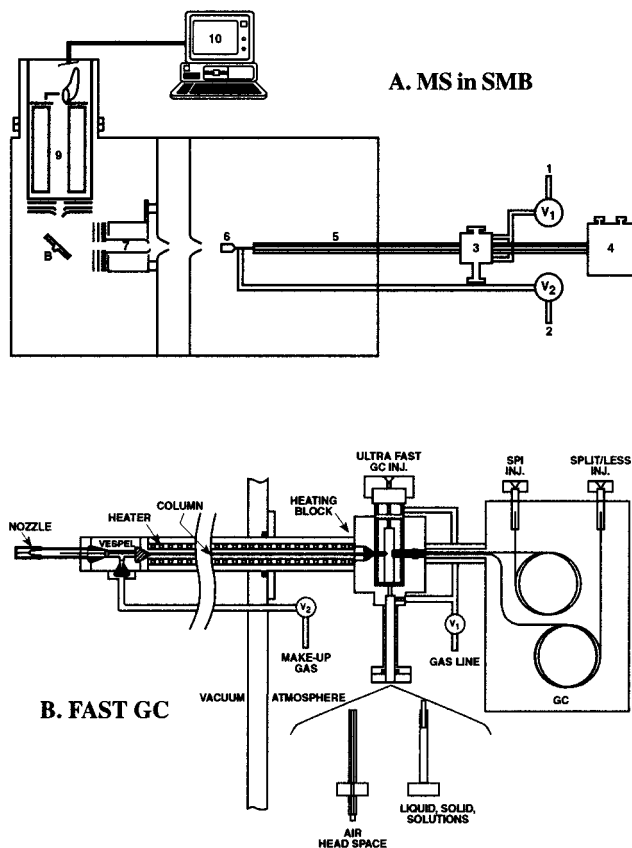 10
A. MS in SMB
9
1
V1
6
5
3
4
7
B
V2
2
ULTRA FAST
GC INJ.
SPI
INJ.
SPLIT/LESS
INJ.
HEATING
BLOCK
COLUMN
HEATER
NOZZLE
VESPEL
V2
V1
MAKE-UP
GAS
GAS LINE
GC
VACUUM
ATMOSPHERE
B. FAST GC
LIQUID, SOLID,
SOLUTIONS
AIR
HEAD SPACE